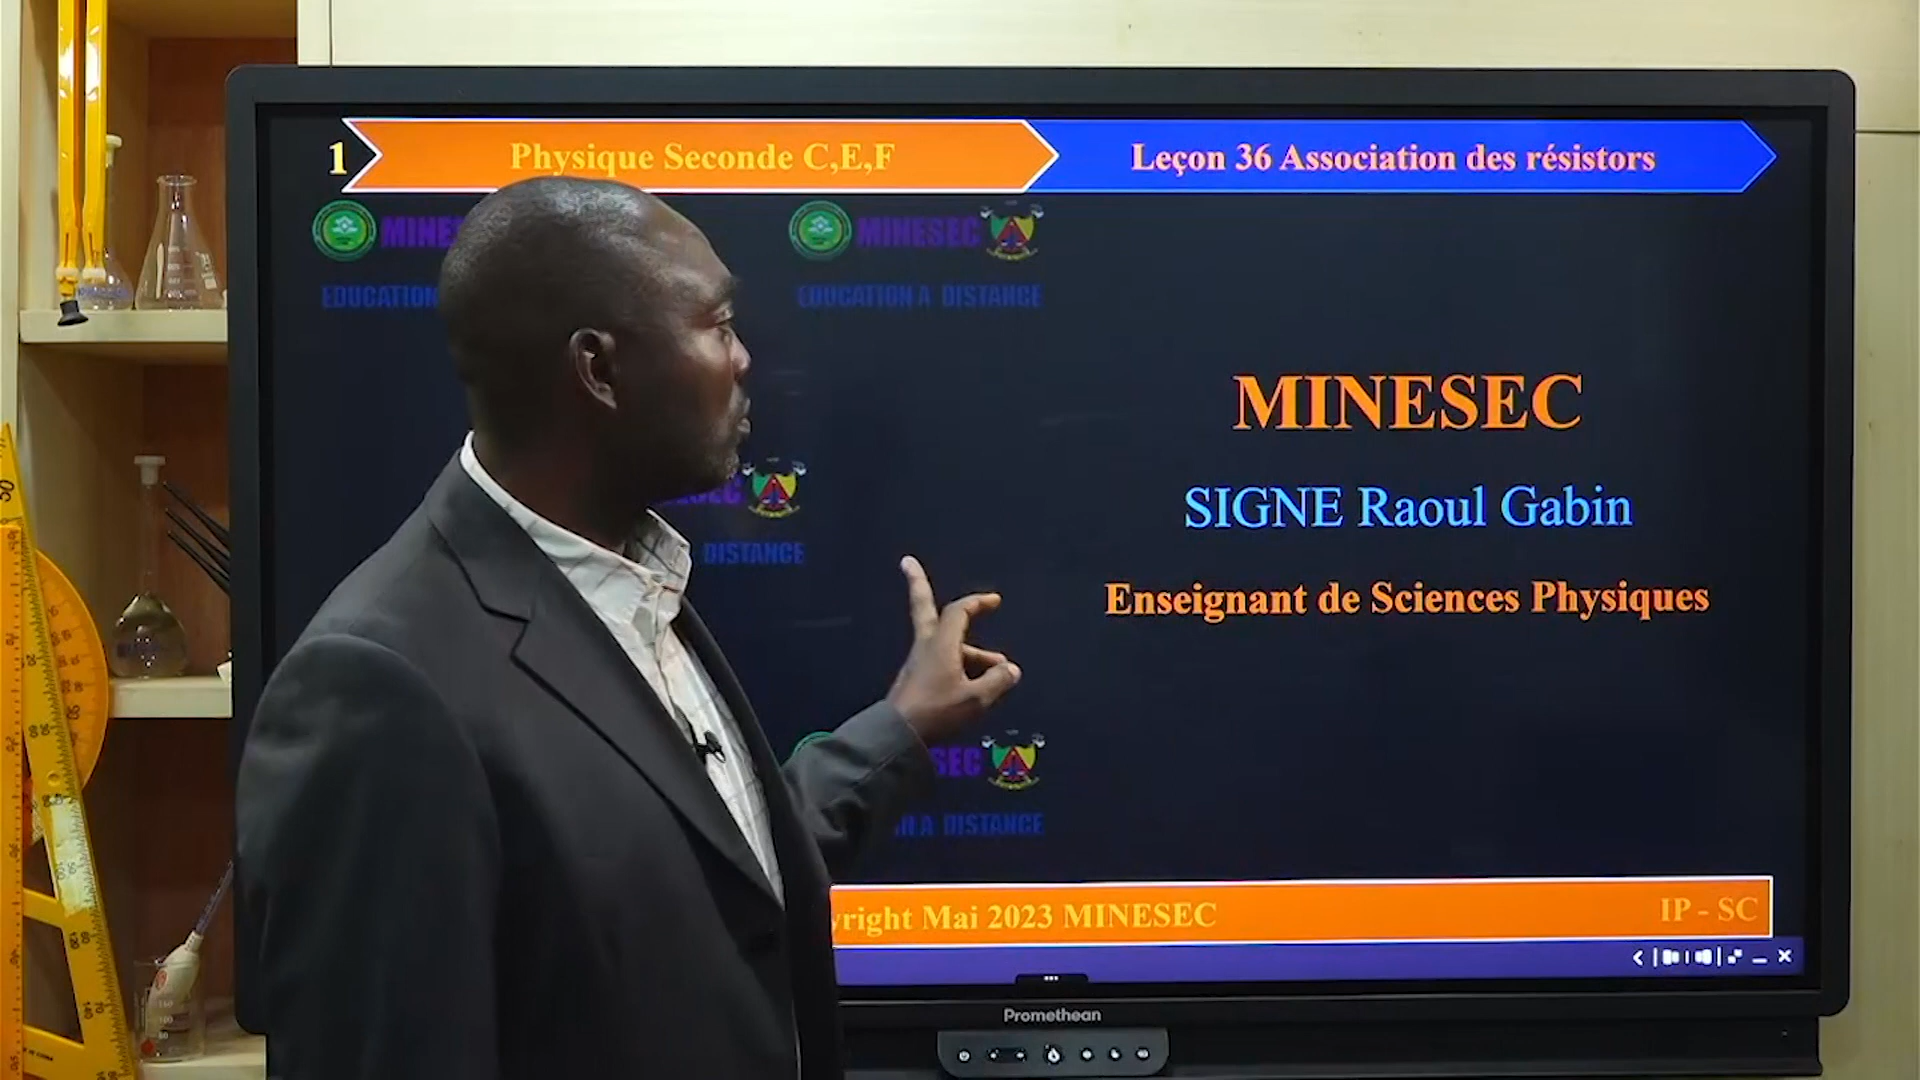 1
Physique Seconde C,E,F
Leçon 36 Association des résistors
MINESEC
EDUCATION A DISTANCE
MINESEC
SIGNE Raoul Gabin
Enseignant de Sciences Physiques
DISTANCE
SEC
A DISTANCE
Mai 2023 MINESEC
IP - SC
Promethean